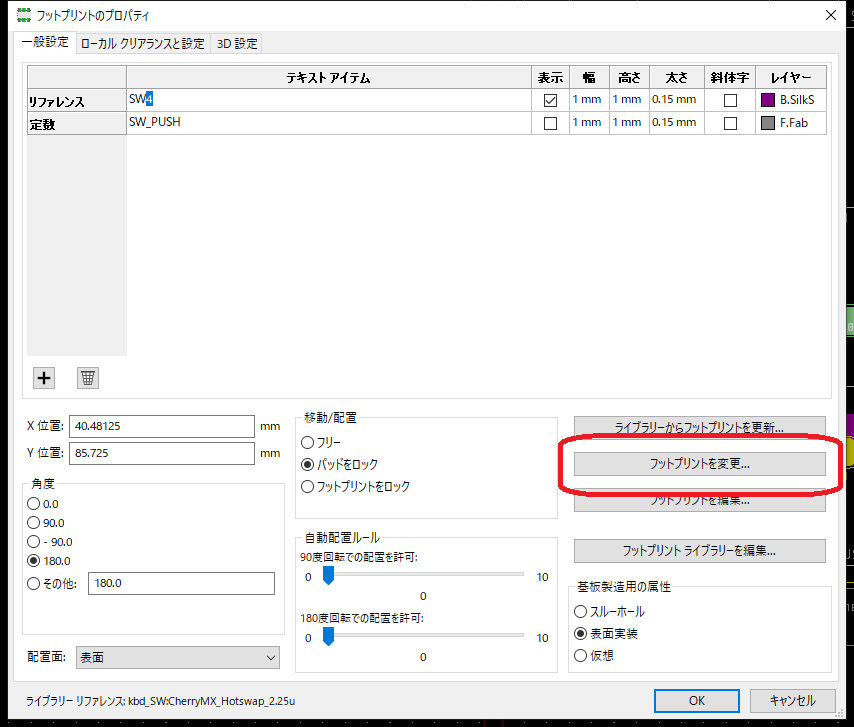 フットプリントのプロパティ
一般設定 ローカル クリアランスと設定 3D 設定
テキスト アイテム 表示 幅 高さ 太さ 斜体字 レイヤー
リファレンス SW4 1 mm 1 mm 0.15 mm B.SilkS
定数 SW_PUSH 1 mm 1 mm 0.15 mm F.Fab
X 位置: 40.48125 mm
Y 位置: 85.725 mm
角度
0.0
90.0
- 90.0
180.0
その他: 180.0
配置面: 表面
移動/配置
フリー
パッドをロック
フットプリントをロック
自動配置ルール
90度回転での配置を許可:
0 10
0
180度回転での配置を許可:
0 10
0
ライブラリーからフットプリントを更新...
フットプリントを変更...
フットプリントを編集...
フットプリント ライブラリーを編集...
基板製造用の属性
スルーホール
表面実装
仮想
ライブラリー リファレンス: kbd_SW:CherryMX_Hotswap_2.25u
OK キャンセル